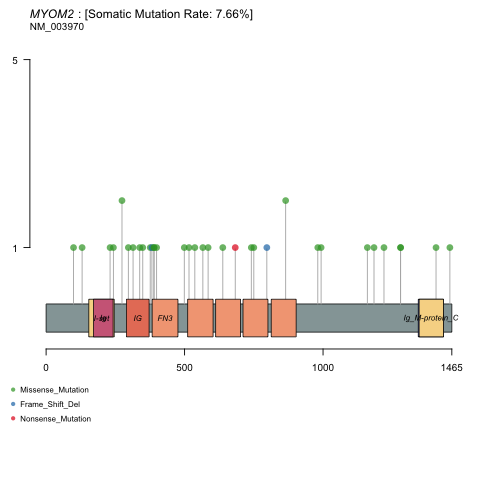 MYOM2 : [Somatic Mutation Rate: 7.66%]
NM_003970
5
1
IG
FN3
Ig_M-protein_C
0
500
1000
1465
Missense_Mutation
Frame_Shift_Del
Nonsense_Mutation